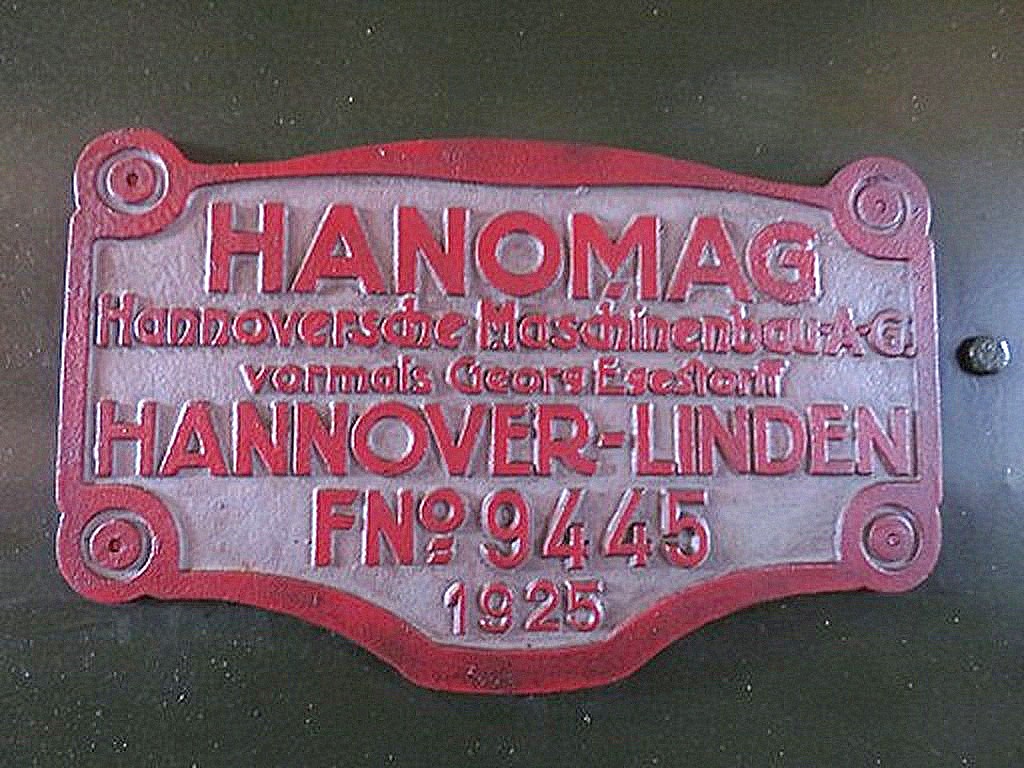 HANOMAG
Hannoversche Maschinenbau-A-G.
vormals Georg Egestorff
HANNOVER-LINDEN
FNº 9445
1925